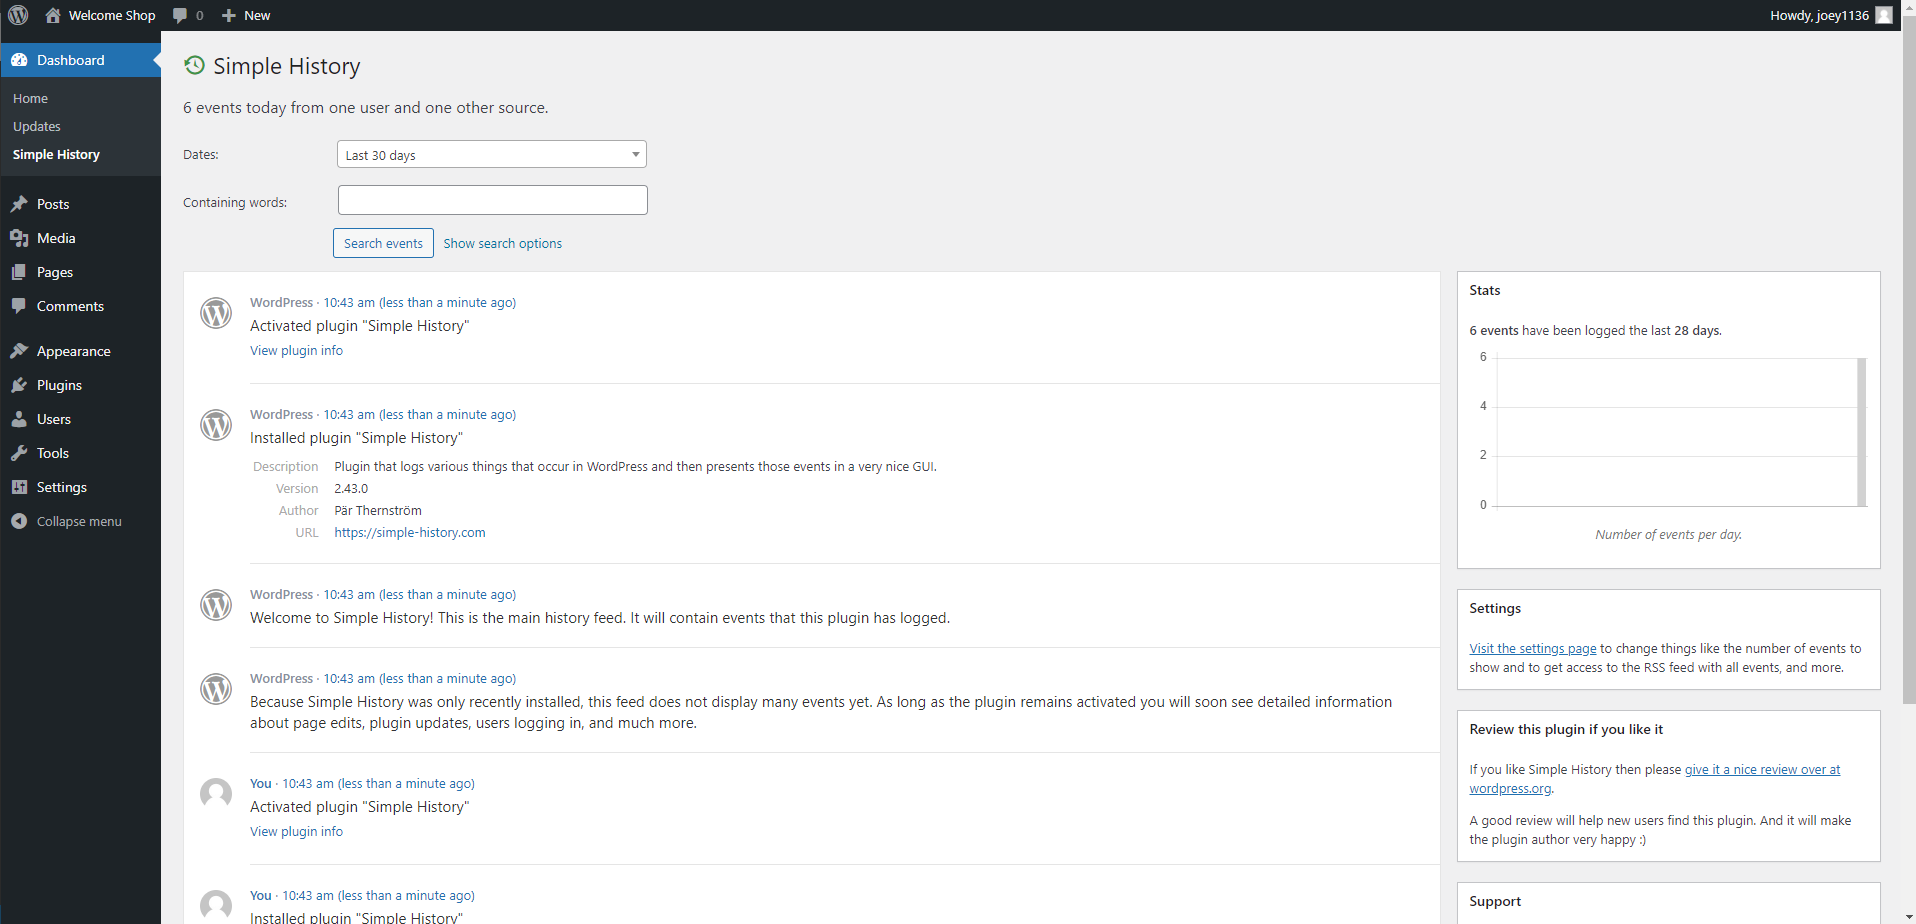 Welcome Shop
0
New
Howdy, joey1136
Dashboard
Home
Updates
Simple History
Posts
Media
Pages
Comments
Appearance
Plugins
Users
Tools
Settings
Collapse menu
Simple History
6 events today from one user and one other source.
Dates:
Last 30 days
Containing words:
Search events
Show search options
WordPress · 10:43 am (less than a minute ago)
Activated plugin "Simple History"
View plugin info
WordPress · 10:43 am (less than a minute ago)
Installed plugin "Simple History"
Description Plugin that logs various things that occur in WordPress and then presents those events in a very nice GUI.
Version 2.43.0
Author Pär Thernström
URL https://simple-history.com
WordPress · 10:43 am (less than a minute ago)
Welcome to Simple History! This is the main history feed. It will contain events that this plugin has logged.
WordPress · 10:43 am (less than a minute ago)
Because Simple History was only recently installed, this feed does not display many events yet. As long as the plugin remains activated you will soon see detailed information
about page edits, plugin updates, users logging in, and much more.
You · 10:43 am (less than a minute ago)
Activated plugin "Simple History"
View plugin info
You · 10:43 am (less than a minute ago)
Installed plugin "Simple History"
Stats
6 events have been logged the last 28 days.
6
4
2
0
Number of events per day.
Settings
Visit the settings page to change things like the number of events to
show and to get access to the RSS feed with all events, and more.
Review this plugin if you like it
If you like Simple History then please give it a nice review over at
wordpress.org.
A good review will help new users find this plugin. And it will make
the plugin author very happy :)
Support